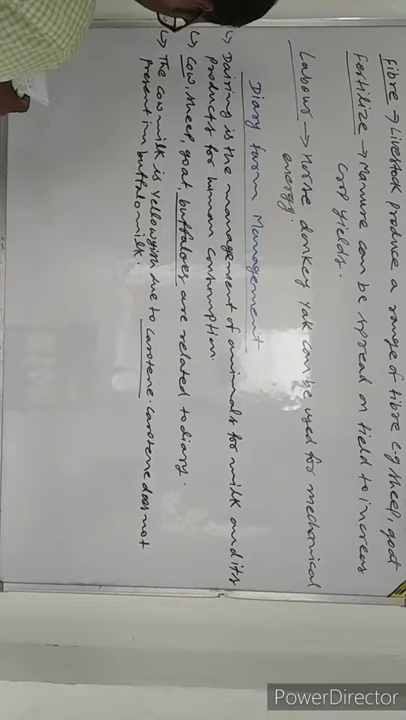 Fibre → Livestock produce a range of fibre e.g sheep, goat
Fertilize → Manure can be spread on field to increas
crop yields.
Labour → Horse donkey yak can be used for mechanical
energy.
Diary farm Management
↳ Dairing is the management of animals for milk and its
products for human consumption.
↳ Cow, sheep, goat, buffaloes are related to diary.
↳ The cow milk is yellowish due to carotene. carotene does not
present in buffalo milk.
PowerDirector